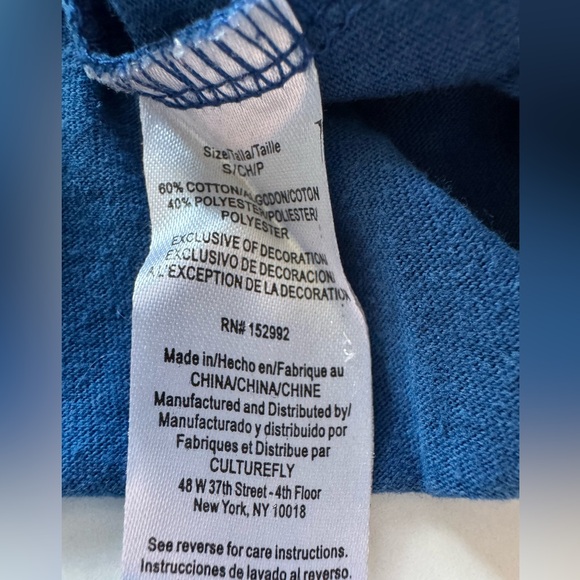 Size/Talla/Taille
S/CH/P
60% COTTON/ALGODON/COTON
40% POLYESTER/POLIESTER/
POLYESTER
EXCLUSIVE OF DECORATION
EXCLUSIVO DE DECORACION
A L'EXCEPTION DE LA DECORATION
RN# 152992
Made in/Hecho en/Fabrique au
CHINA/CHINA/CHINE
Manufactured and Distributed by/
Manufacturado y distribuido por
Fabriques et Distribue par
CULTUREFLY
48 W 37th Street - 4th Floor
New York, NY 10018
See reverse for care instructions.
Instrucciones de lavado al reverso.